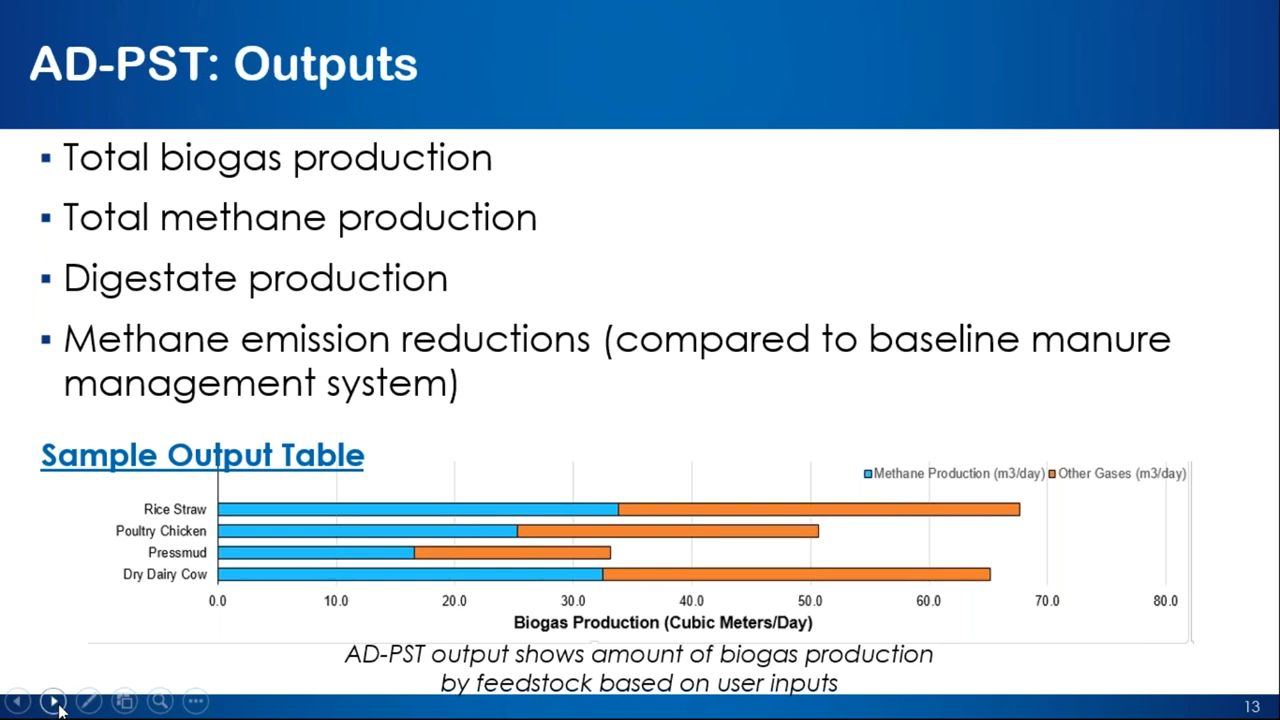 AD-PST: Outputs
▪ Total biogas production
▪ Total methane production
▪ Digestate production
▪ Methane emission reductions (compared to baseline manure
management system)
Sample Output Table
Methane Production (m3/day) Other Gases (m3/day)
Rice Straw
Poultry Chicken
Pressmud
Dry Dairy Cow
0.0 10.0 20.0 30.0 40.0 50.0 60.0 70.0 80.0
Biogas Production (Cubic Meters/Day)
AD-PST output shows amount of biogas production
by feedstock based on user inputs
13